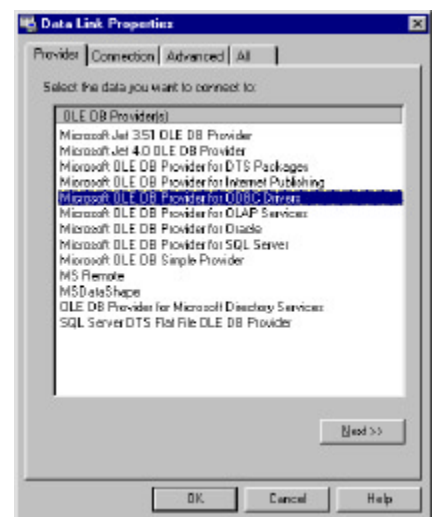 Data Link Properties
Provider Connection Advanced All
Select the data you want to connect to:
OLE DB Provider(s)
Microsoft Jet 3.51 OLE DB Provider
Microsoft Jet 4.0 OLE DB Provider
Microsoft OLE DB Provider for DTS Packages
Microsoft OLE DB Provider for Internet Publishing
Microsoft OLE DB Provider for ODBC Drivers
Microsoft OLE DB Provider for OLAP Services
Microsoft OLE DB Provider for Oracle
Microsoft OLE DB Provider for SQL Server
Microsoft OLE DB Simple Provider
MS Remote
MSDataShape
OLE DB Provider for Microsoft Directory Services
SQL Server DTS Flat File OLE DB Provider
Next >>
OK Cancel Help